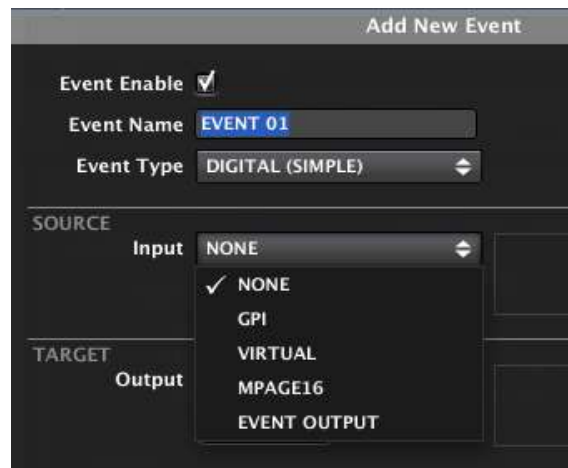 Add New Event
Event Enable
Event Name EVENT 01
Event Type DIGITAL (SIMPLE)
SOURCE
Input NONE
NONE
GPI
VIRTUAL
TARGET
Output
MPAGE16
EVENT OUTPUT